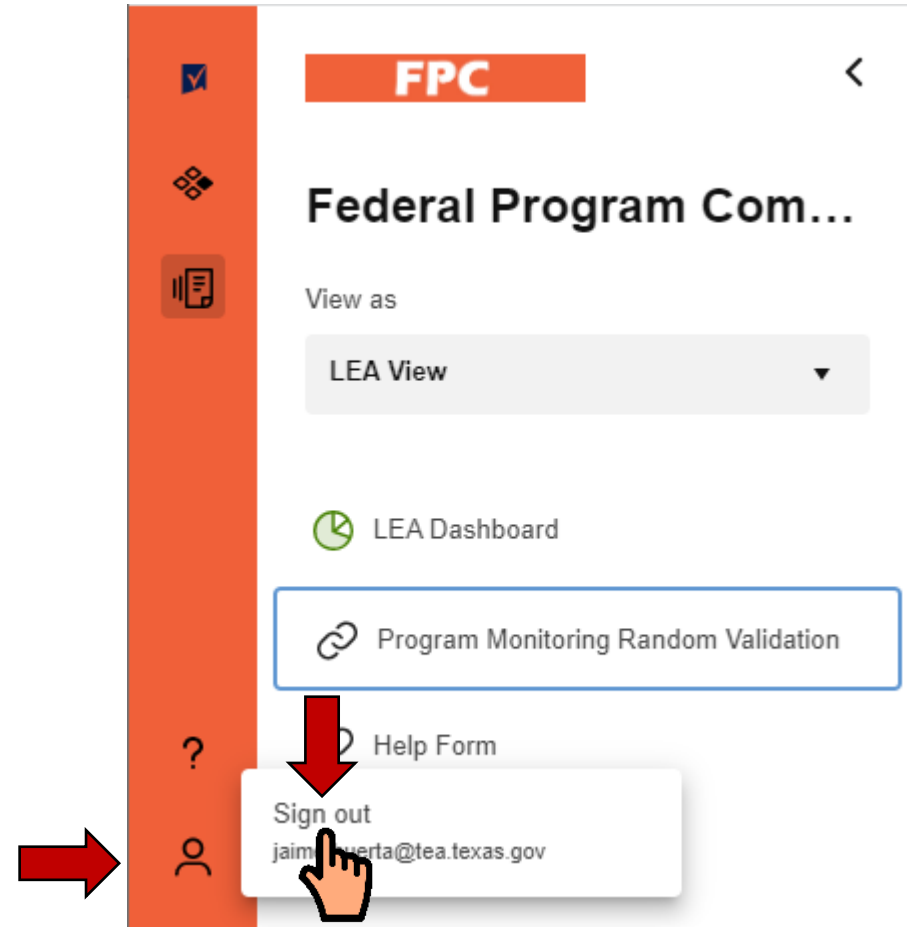 FPC
Federal Program Com...
View as
LEA View
LEA Dashboard
Program Monitoring Random Validation
?
Help Form
Sign out